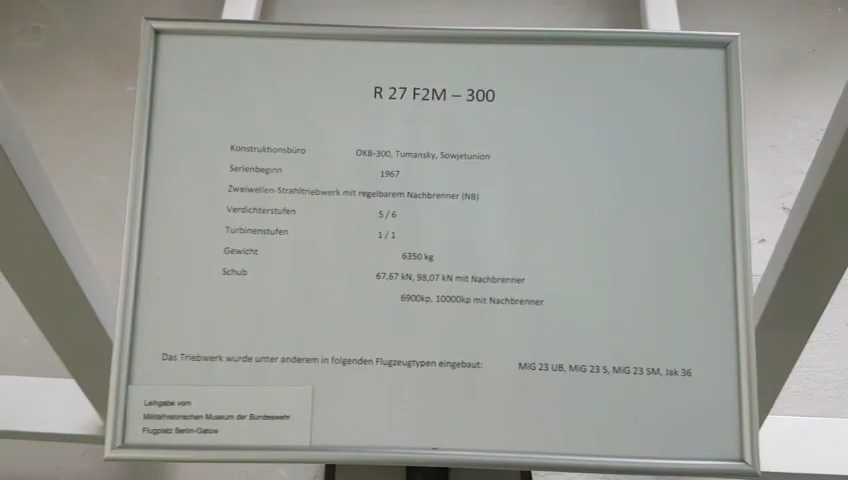 R 27 F2M – 300
Konstruktionsbüro OKB-300, Tumansky, Sowjetunion
Serienbeginn 1967
Zweiwellen-Strahltriebwerk mit regelbarem Nachbrenner (NB)
Verdichterstufen 5 / 6
Turbinenstufen 1 / 1
Gewicht 6350 kg
Schub 67,67 kN, 98,07 kN mit Nachbrenner
6900kp, 10000kp mit Nachbrenner
Das Triebwerk wurde unter anderem in folgenden Flugzeugtypen eingebaut: MiG 23 UB, MiG 23 S, MiG 23 SM, Jak 36
Leihgabe vom
Militärhistorischen Museum der Bundeswehr
Flugplatz Berlin-Gatow